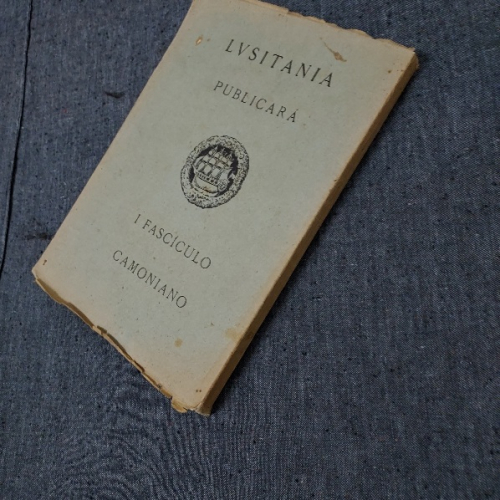 LVSITANIA
PUBLICARÁ
I FASCÍCULO
CAMONIANO